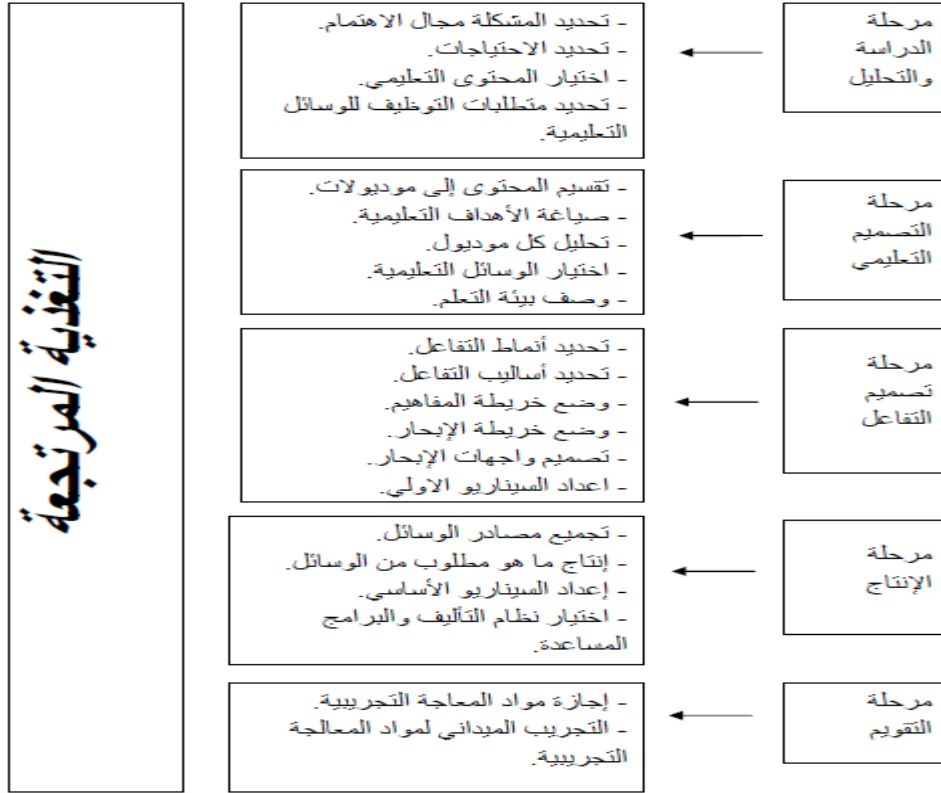 مرحلة
الدراسة
والتحليل
- تحديد المشكلة مجال الاهتمام.
- تحديد الاحتياجات.
- اختيار المحتوى التعليمي.
- تحديد متطلبات التوظيف للوسائل
التعليمية.
مرحلة
التصميم
التعليمي
- تقسيم المحتوى إلى موديولات.
- صياغة الأهداف التعليمية.
- تحليل كل موديول.
- اختيار الوسائل التعليمية.
- وصف بيئة التعلم.
مرحلة
تصميم
التفاعل
- تحديد أنماط التفاعل.
- تحديد أساليب التفاعل.
- وضع خريطة المفاهيم.
- وضع خريطة الإبحار.
- تصميم واجهات الإبحار.
- اعداد السيناريو الاولي.
مرحلة
الإنتاج
- تجميع مصادر الوسائل.
- إنتاج ما هو مطلوب من الوسائل.
- إعداد السيناريو الأساسي.
- اختيار نظام التأليف والبرامج
المساعدة.
مرحلة
التقويم
- إجازة مواد المعاجة التجريبية.
- التجريب الميداني لمواد المعالجة
التجريبية.
التغذية المرتجعة